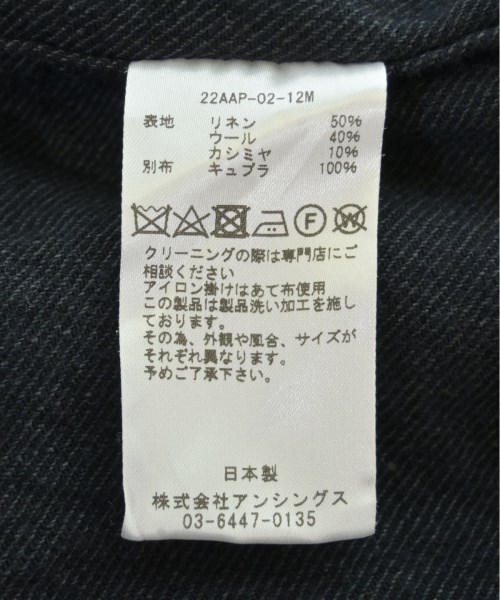 22AAP-02-12M
表地 リネン 50%
ウール 40%
カシミヤ 10%
別布 キュプラ 100%
F W
クリーニングの際は専門店にご
相談ください
アイロン掛けはあて布使用
この製品は製品洗い加工を施し
ております。
その為、外観や風合、サイズが
それぞれ異なります。
予めご了承下さい。
日本製
株式会社アンシングス
03-6447-0135